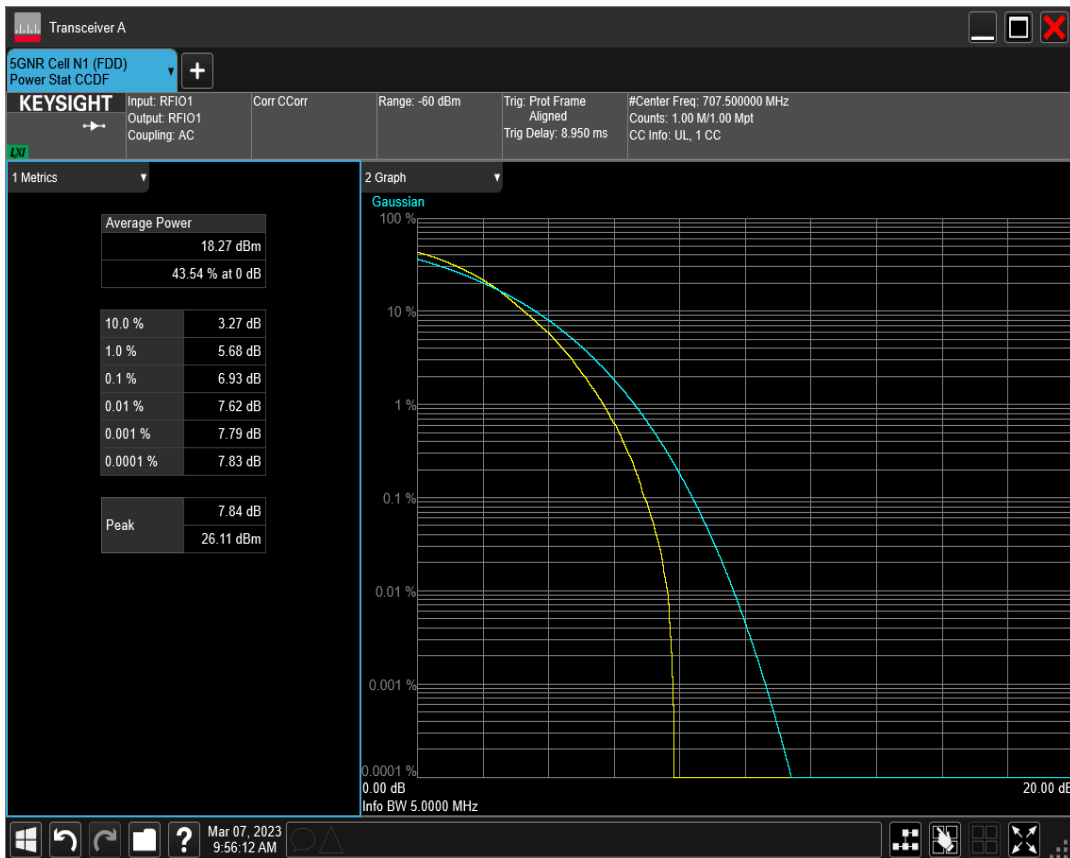 Transceiver A
5GNR Cell N1 (FDD)
Power Stat CCDF
KEYSIGHT
LXI
Input: RFIO1
Output: RFIO1
Coupling: AC
Corr CCorr
Range: -60 dBm
Trig: Prot Frame
Aligned
Trig Delay: 8.950 ms
#Center Freq: 707.500000 MHz
Counts: 1.00 M/1.00 Mpt
CC Info: UL, 1 CC
1 Metrics
Average Power
18.27 dBm
43.54 % at 0 dB
10.0 % 3.27 dB
1.0 % 5.68 dB
0.1 % 6.93 dB
0.01 % 7.62 dB
0.001 % 7.79 dB
0.0001 % 7.83 dB
Peak 7.84 dB
26.11 dBm
2 Graph
Gaussian
100 %
10 %
1 %
0.1 %
0.01 %
0.001 %
0.0001 %
0.00 dB 20.00 dB
Info BW 5.0000 MHz
Mar 07, 2023
9:56:12 AM